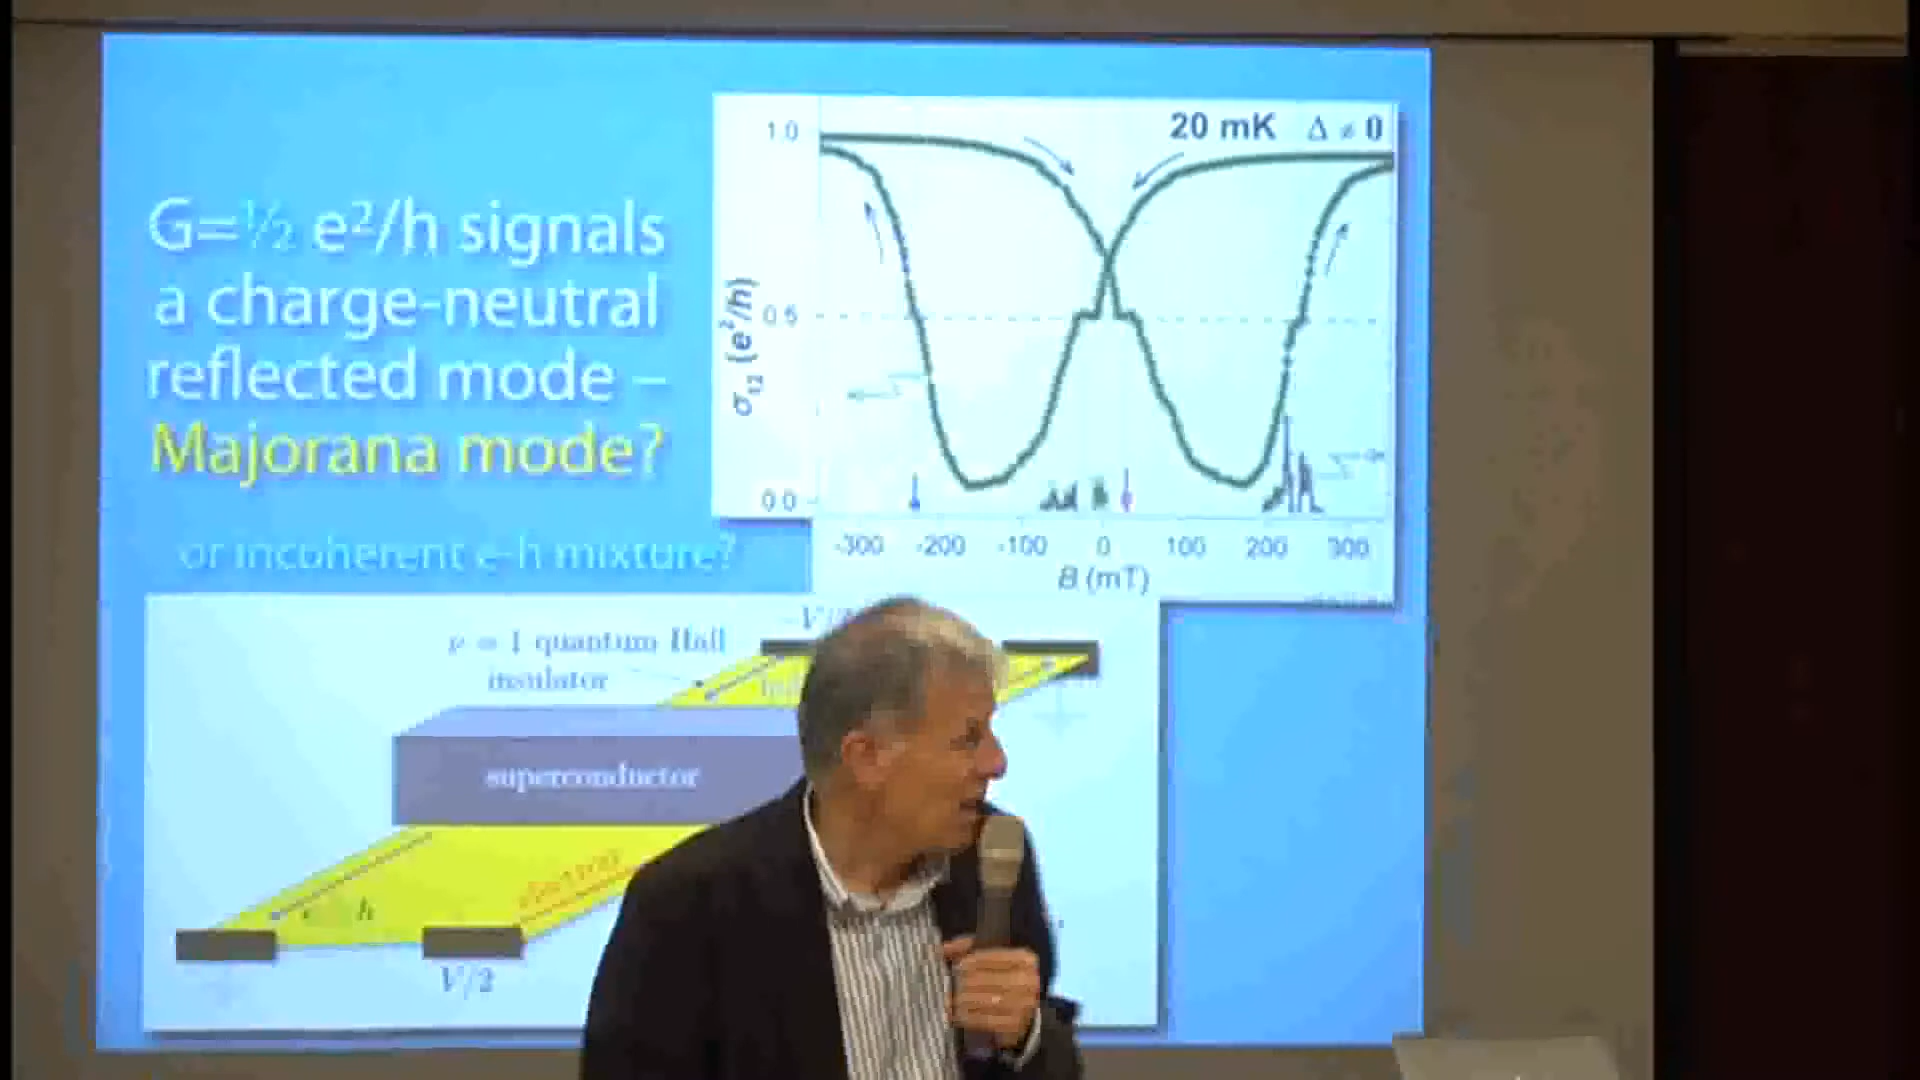 G=½ e²/h signals
a charge-neutral
reflected mode –
Majorana mode?
or incoherent e-h mixture?
20 mK Δ ≠ 0
1.0
0.5
0.0
σ₁₂ (e²/h)
-300 -200 -100 0 100 200 300
B (mT)
ν = 1 quantum Hall
insulator
superconductor
electron
h
V/2